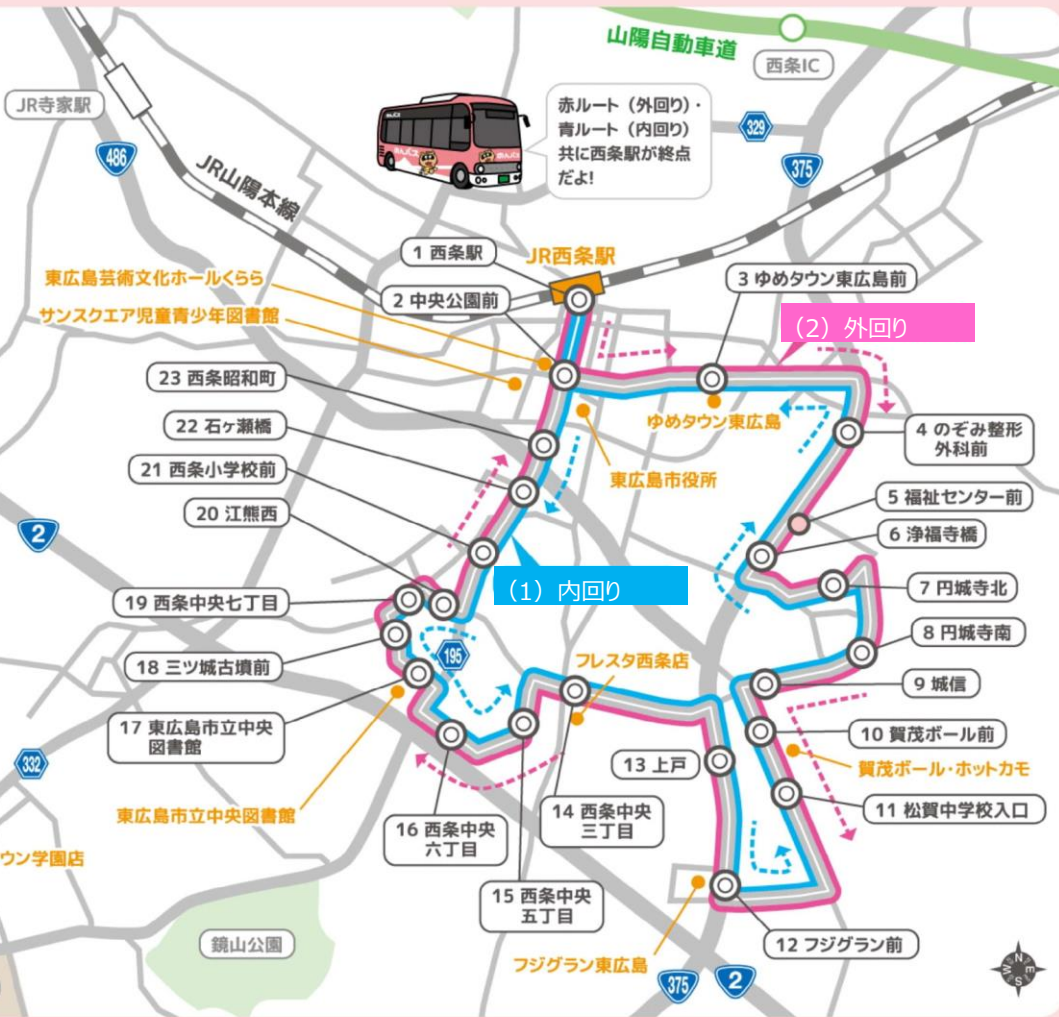 山陽自動車道
西条IC
JR寺家駅
486
JR山陽本線
赤ルート（外回り）・
青ルート（内回り）
共に西条駅が終点
だよ!
329
375
1 西条駅
JR西条駅
東広島芸術文化ホールくらら
2 中央公園前
3 ゆめタウン東広島前
サンスクエア児童青少年図書館
（2）外回り
23 西条昭和町
ゆめタウン東広島
22 石ヶ瀬橋
4 のぞみ整形
外科前
21 西条小学校前
東広島市役所
20 江熊西
5 福祉センター前
2
6 浄福寺橋
（1）内回り
7 円城寺北
19 西条中央七丁目
8 円城寺南
18 三ツ城古墳前
195
フレスタ西条店
9 城信
17 東広島市立中央
図書館
10 賀茂ボール前
332
13 上戸
賀茂ボール・ホットカモ
東広島市立中央図書館
16 西条中央
六丁目
14 西条中央
三丁目
11 松賀中学校入口
ウン学園店
15 西条中央
五丁目
鏡山公園
12 フジグラン前
フジグラン東広島
375
2
N
E
S
W